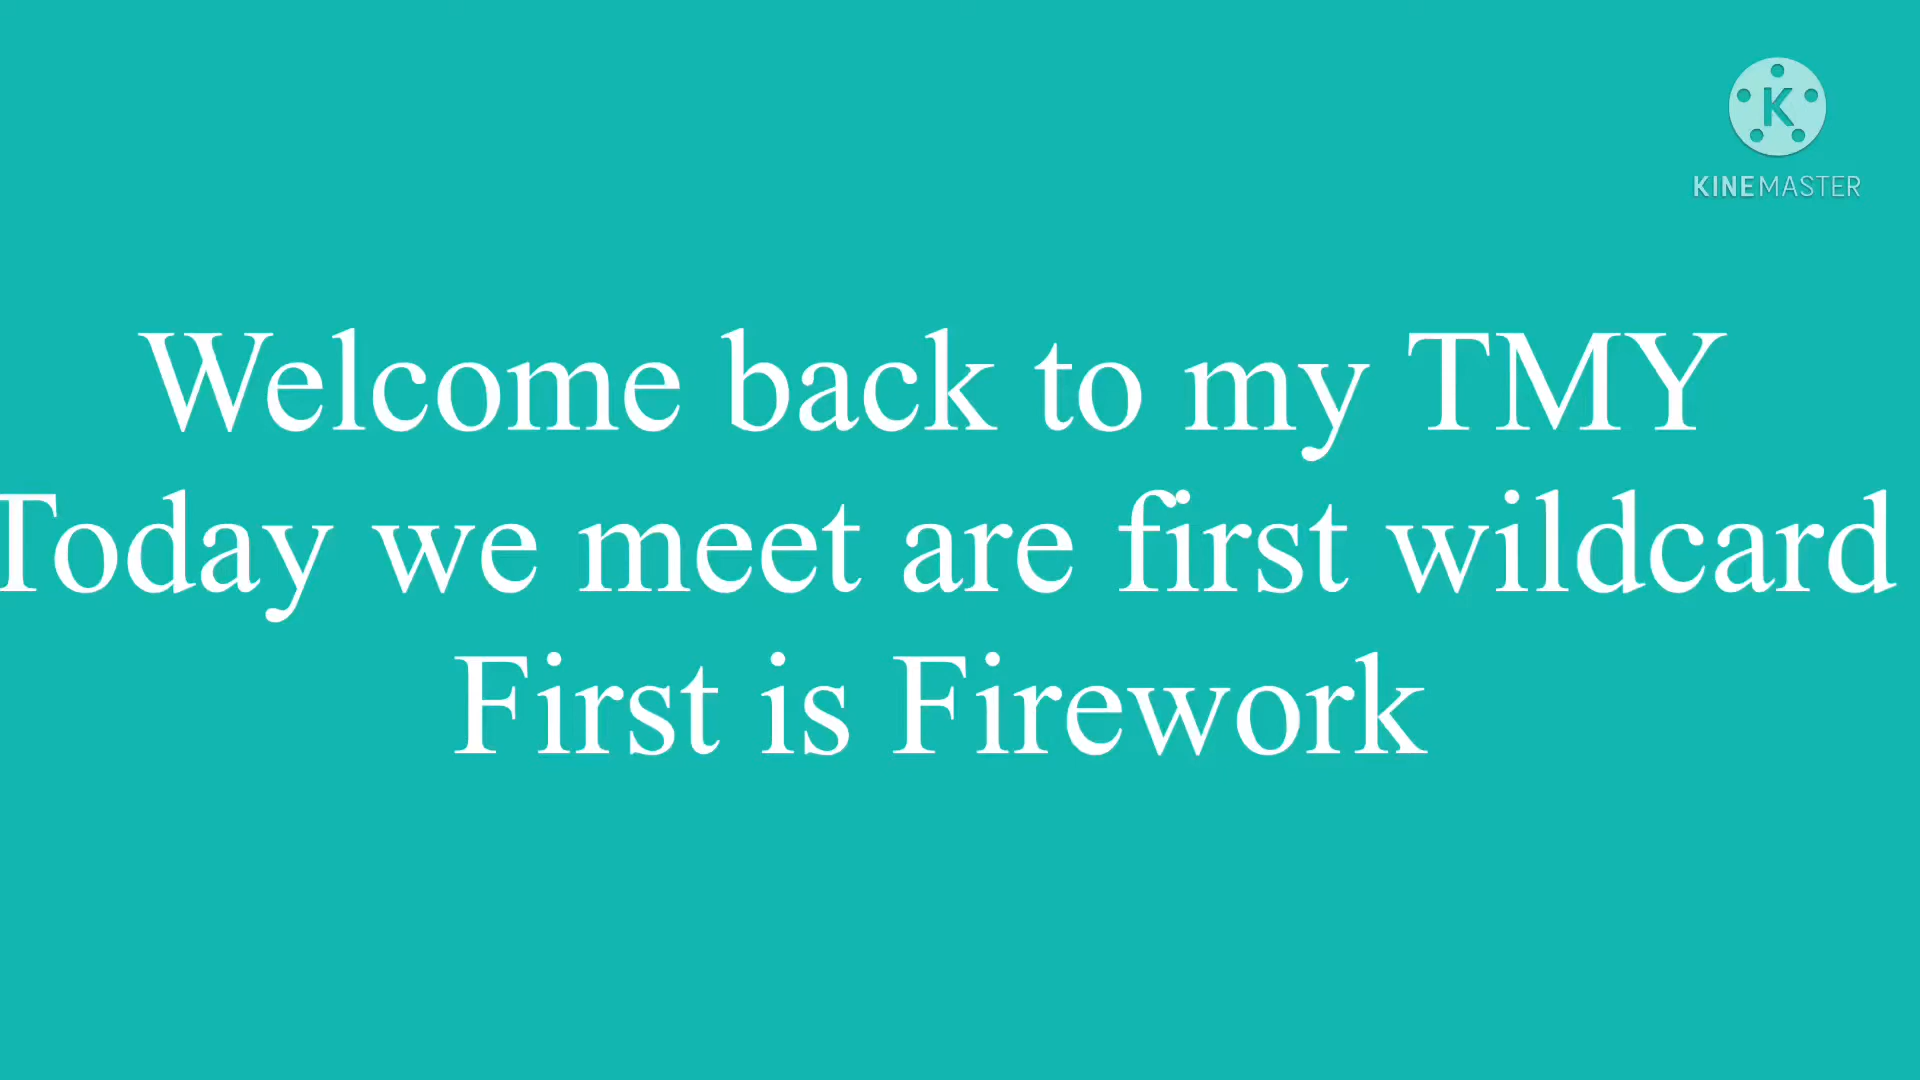 K
KINEMASTER
Welcome back to my TMY
Today we meet are first wildcard
First is Firework